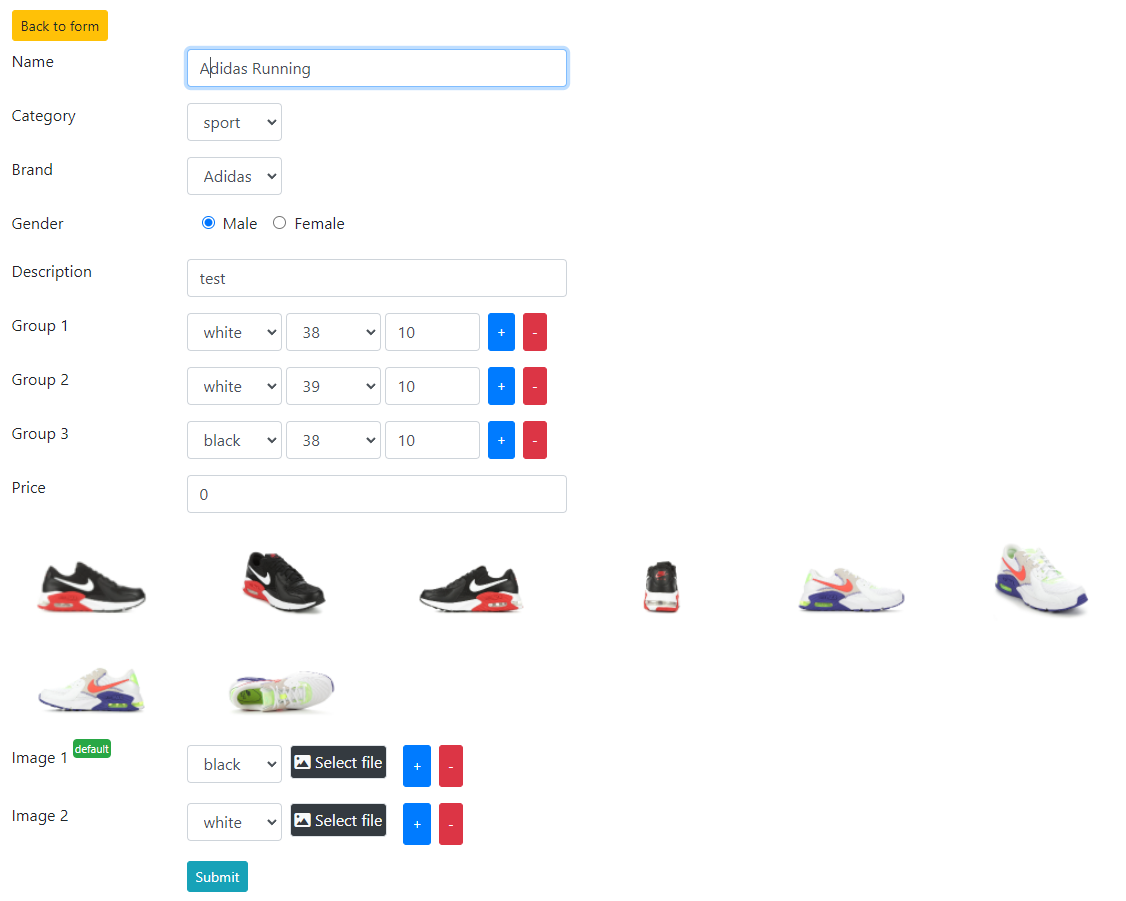 Back to form
Name Adidas Running
Category sport
Brand Adidas
Gender Male Female
Description test
Group 1 white 38 10 + -
Group 2 white 39 10 + -
Group 3 black 38 10 + -
Price 0
Image 1 default black Select file + -
Image 2 white Select file + -
Submit